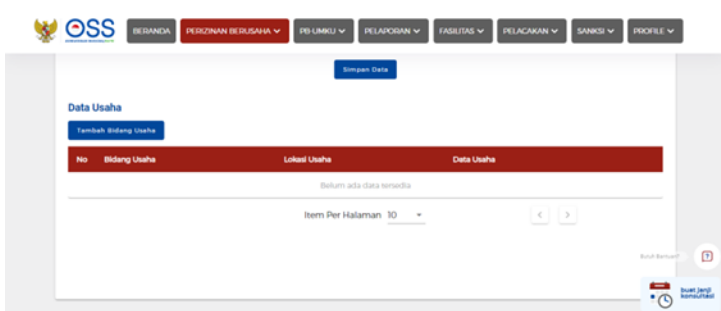 OSS
BERANDA PERIZINAN BERUSAHA PB-UMKU PELAPORAN FASILITAS PELACAKAN SANKSI PROFILE
Simpan Data
Data Usaha
Tambah Bidang Usaha
No Bidang Usaha Lokasi Usaha Data Usaha
Belum ada data tersedia
Item Per Halaman 10
Butuh Bantuan?
buat janji
konsultasi